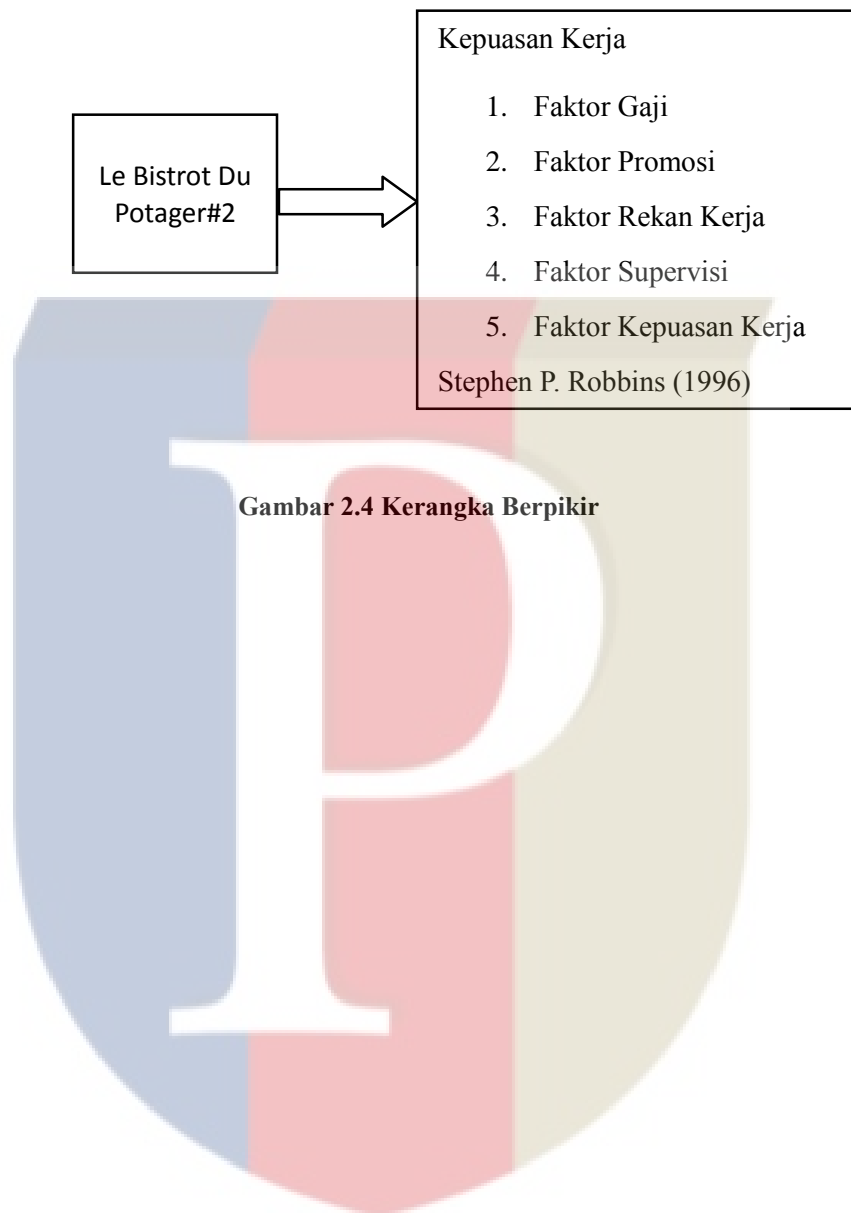 Kepuasan Kerja
1. Faktor Gaji
2. Faktor Promosi
3. Faktor Rekan Kerja
4. Faktor Supervisi
5. Faktor Kepuasan Kerja
Stephen P. Robbins (1996)
Le Bistrot Du
Potager#2
Gambar 2.4 Kerangka Berpikir
P